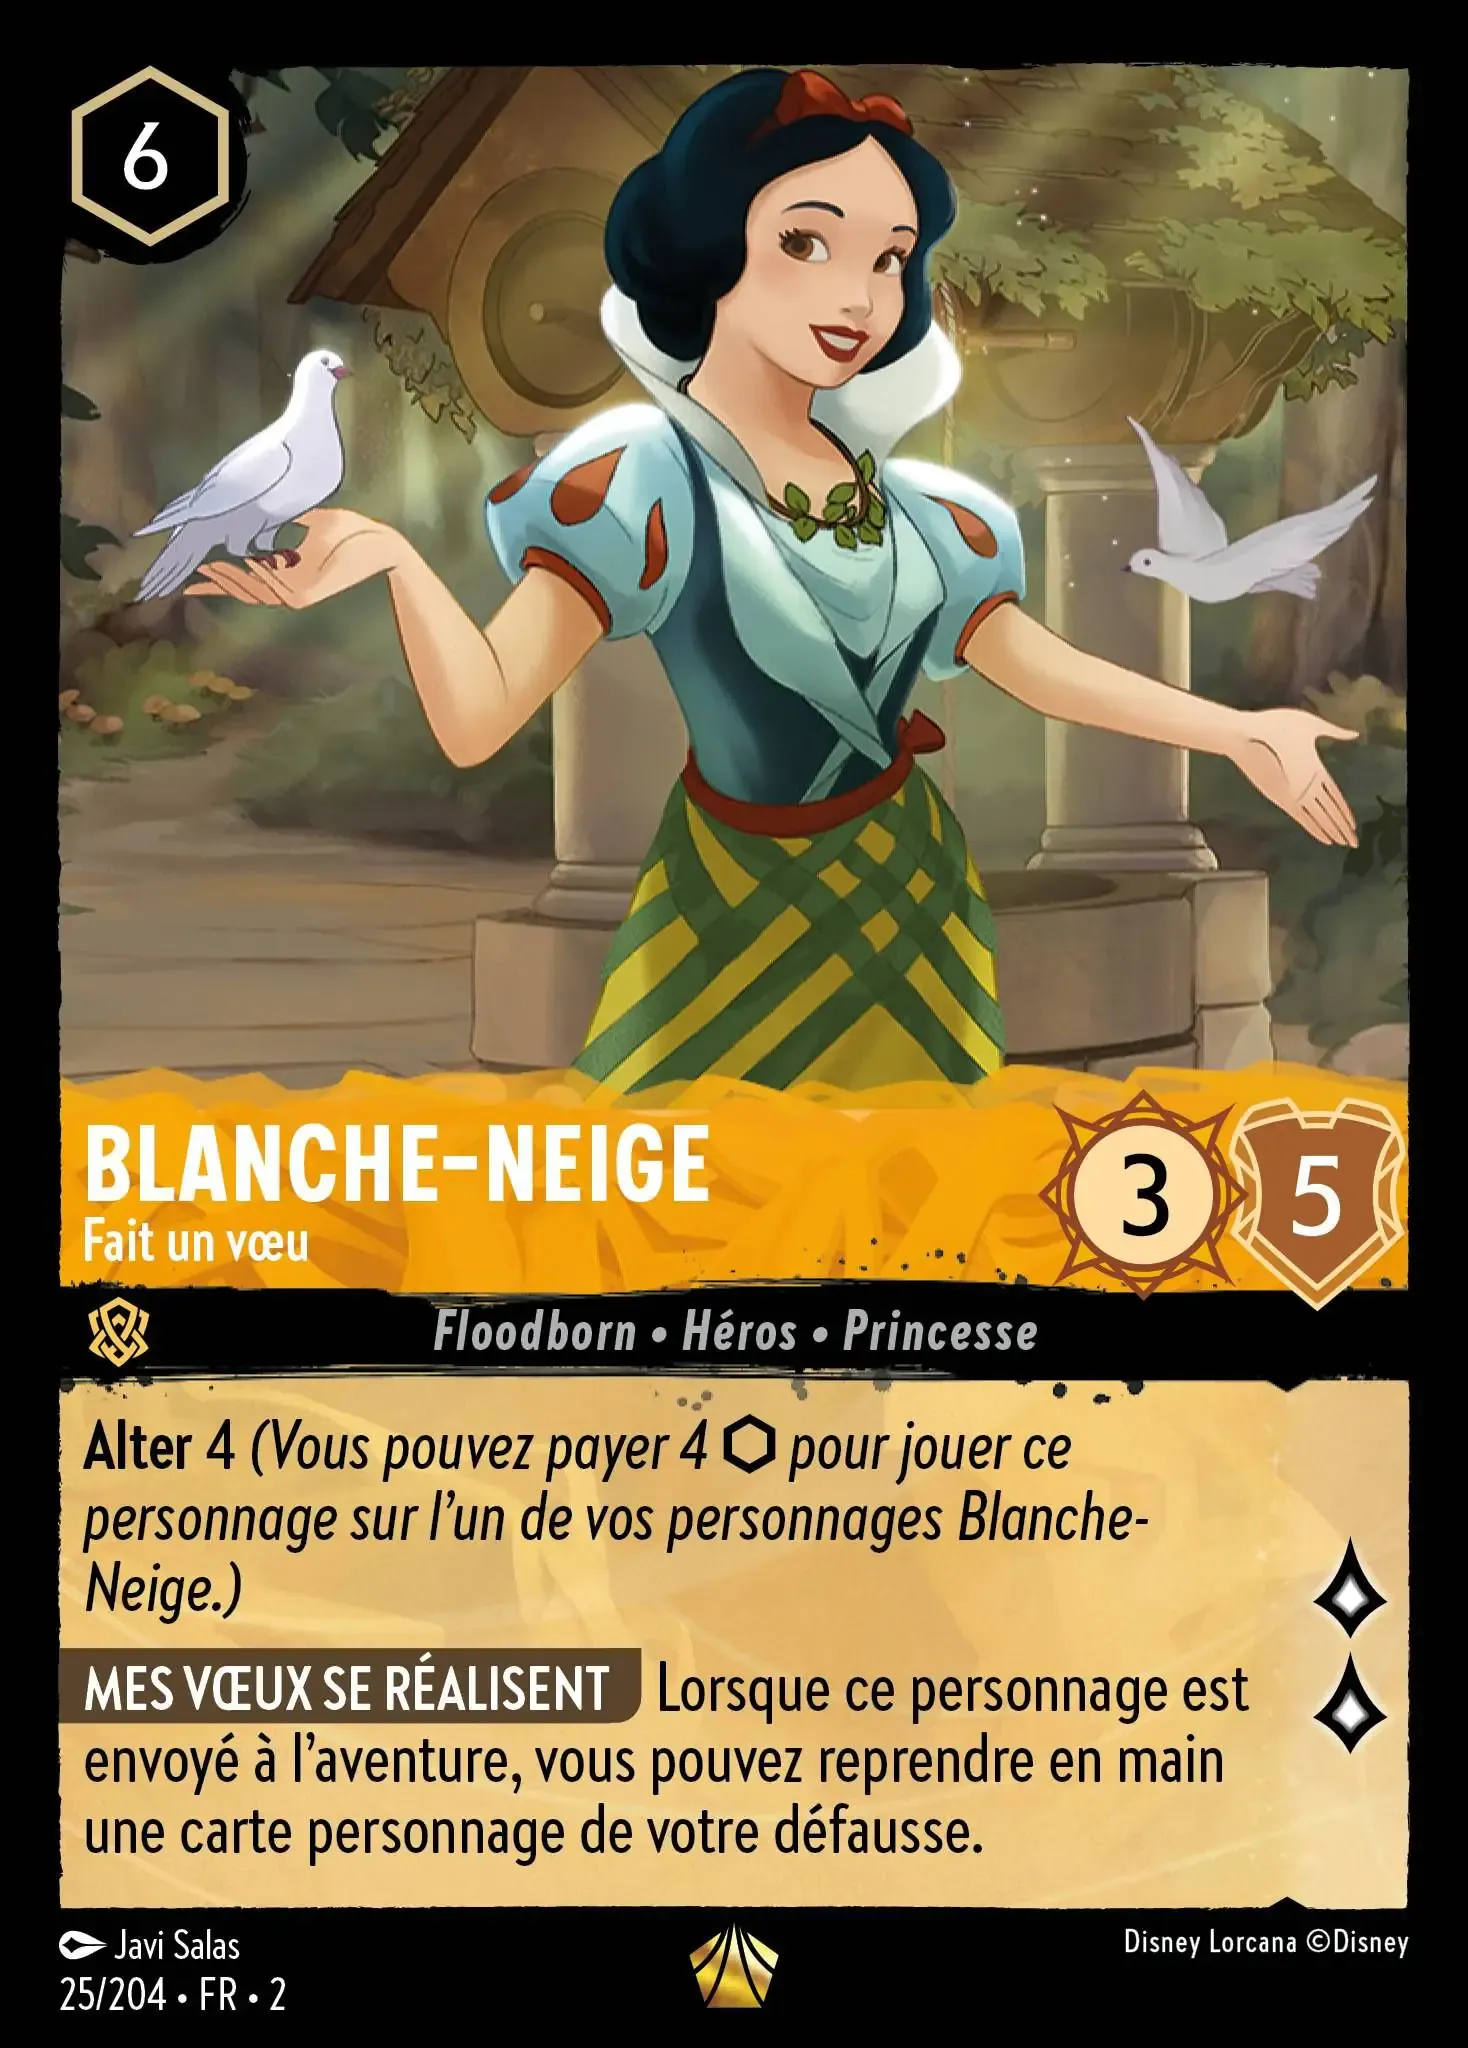 6
BLANCHE-NEIGE
Fait un vœu
3
5
Floodborn • Héros • Princesse
Alter 4 (Vous pouvez payer 4 ⬡ pour jouer ce
personnage sur l’un de vos personnages Blanche-
Neige.)
MES VŒUX SE RÉALISENT Lorsque ce personnage est
envoyé à l’aventure, vous pouvez reprendre en main
une carte personnage de votre défausse.
Javi Salas
Disney Lorcana ©Disney
25/204 • FR • 2